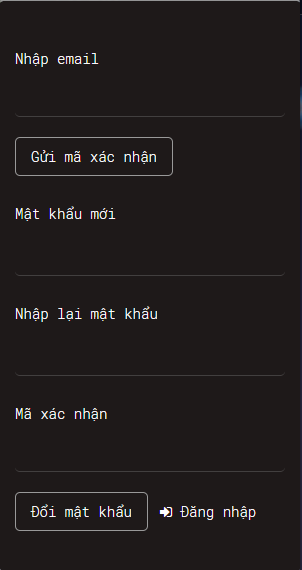 Nhập email
Gửi mã xác nhận
Mật khẩu mới
Nhập lại mật khẩu
Mã xác nhận
Đổi mật khẩu Đăng nhập